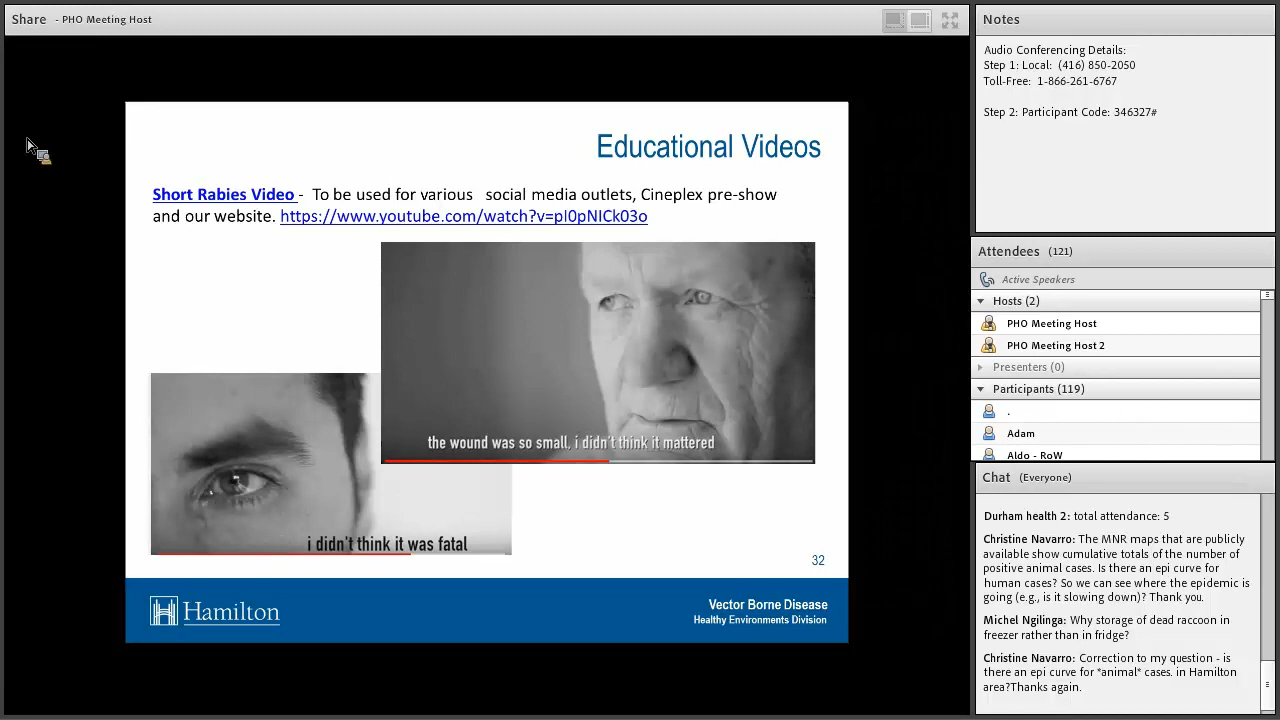 Share - PHO Meeting Host
Educational Videos
Short Rabies Video - To be used for various social media outlets, Cineplex pre-show
and our website. https://www.youtube.com/watch?v=pI0pNICk03o
the wound was so small. i didn't think it mattered
i didn't think it was fatal
32
Hamilton
Vector Borne Disease
Healthy Environments Division
Notes
Audio Conferencing Details:
Step 1: Local: (416) 850-2050
Toll-Free: 1-866-261-6767
Step 2: Participant Code: 346327#
Attendees (121)
Active Speakers
Hosts (2)
PHO Meeting Host
PHO Meeting Host 2
Presenters (0)
Participants (119)
.
Adam
Aldo - RoW
Chat (Everyone)
Durham health 2: total attendance: 5
Christine Navarro: The MNR maps that are publicly
available show cumulative totals of the number of
positive animal cases. Is there an epi curve for
human cases? So we can see where the epidemic is
going (e.g., is it slowing down)? Thank you.
Michel Ngilinga: Why storage of dead raccoon in
freezer rather than in fridge?
Christine Navarro: Correction to my question - is
there an epi curve for *animal* cases. in Hamilton
area?Thanks again.